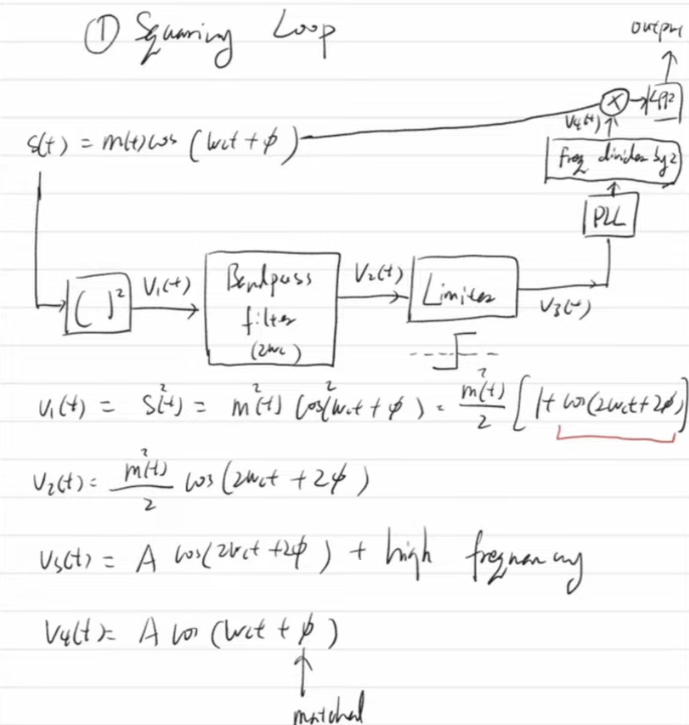 ① Squaring Loop
output
LPF
V₄(t)
s(t) = m(t) cos (ωct + ϕ)
freq divider by 2
PLL
( )²
V₁(t)
Bandpass
filter
(2ωc)
V₂(t)
Limiter
V₃(t)
V₁(t) = s²(t) = m²(t) cos²(ωct + ϕ) = m²(t)/2 [1 + cos(2ωct + 2ϕ)]
V₂(t) = m²(t)/2 cos (2ωct + 2ϕ)
V₃(t) = A cos(2ωct + 2ϕ) + high frequency
V₄(t) = A cos (ωct + ϕ)
matched